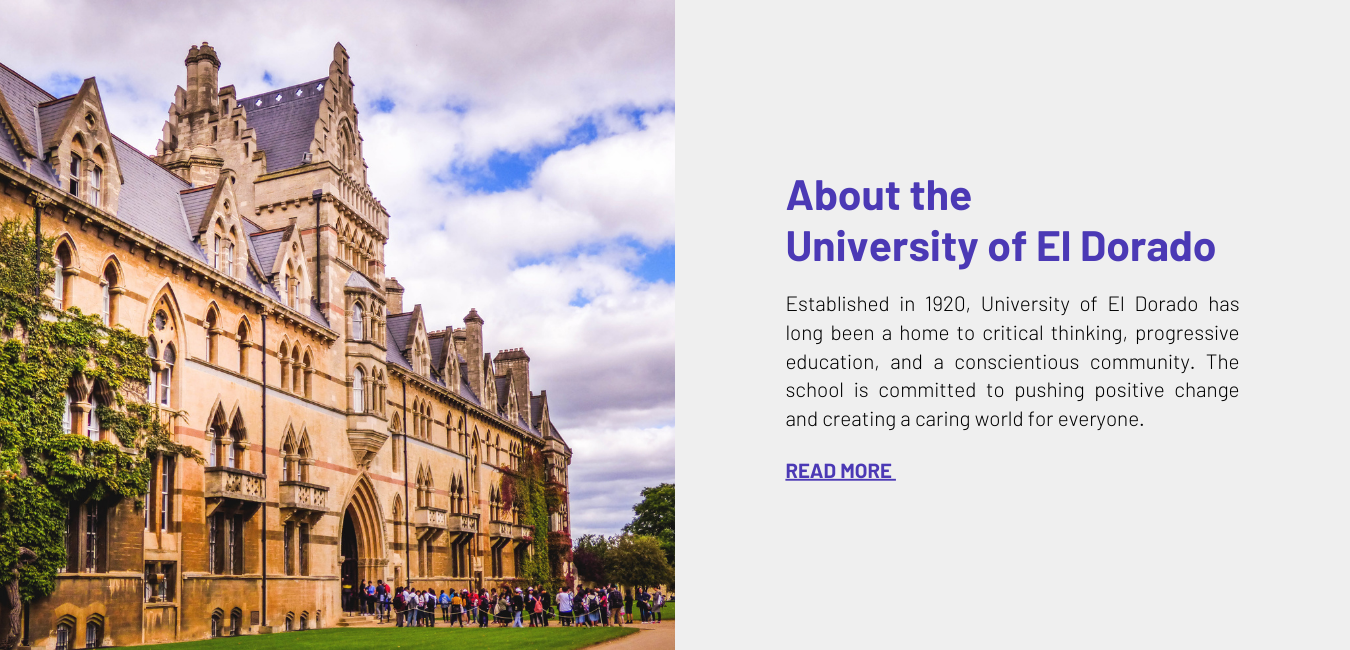 About the
University of El Dorado
Established in 1920, University of El Dorado has
long been a home to critical thinking, progressive
education, and a conscientious community. The
school is committed to pushing positive change
and creating a caring world for everyone.
READ MORE